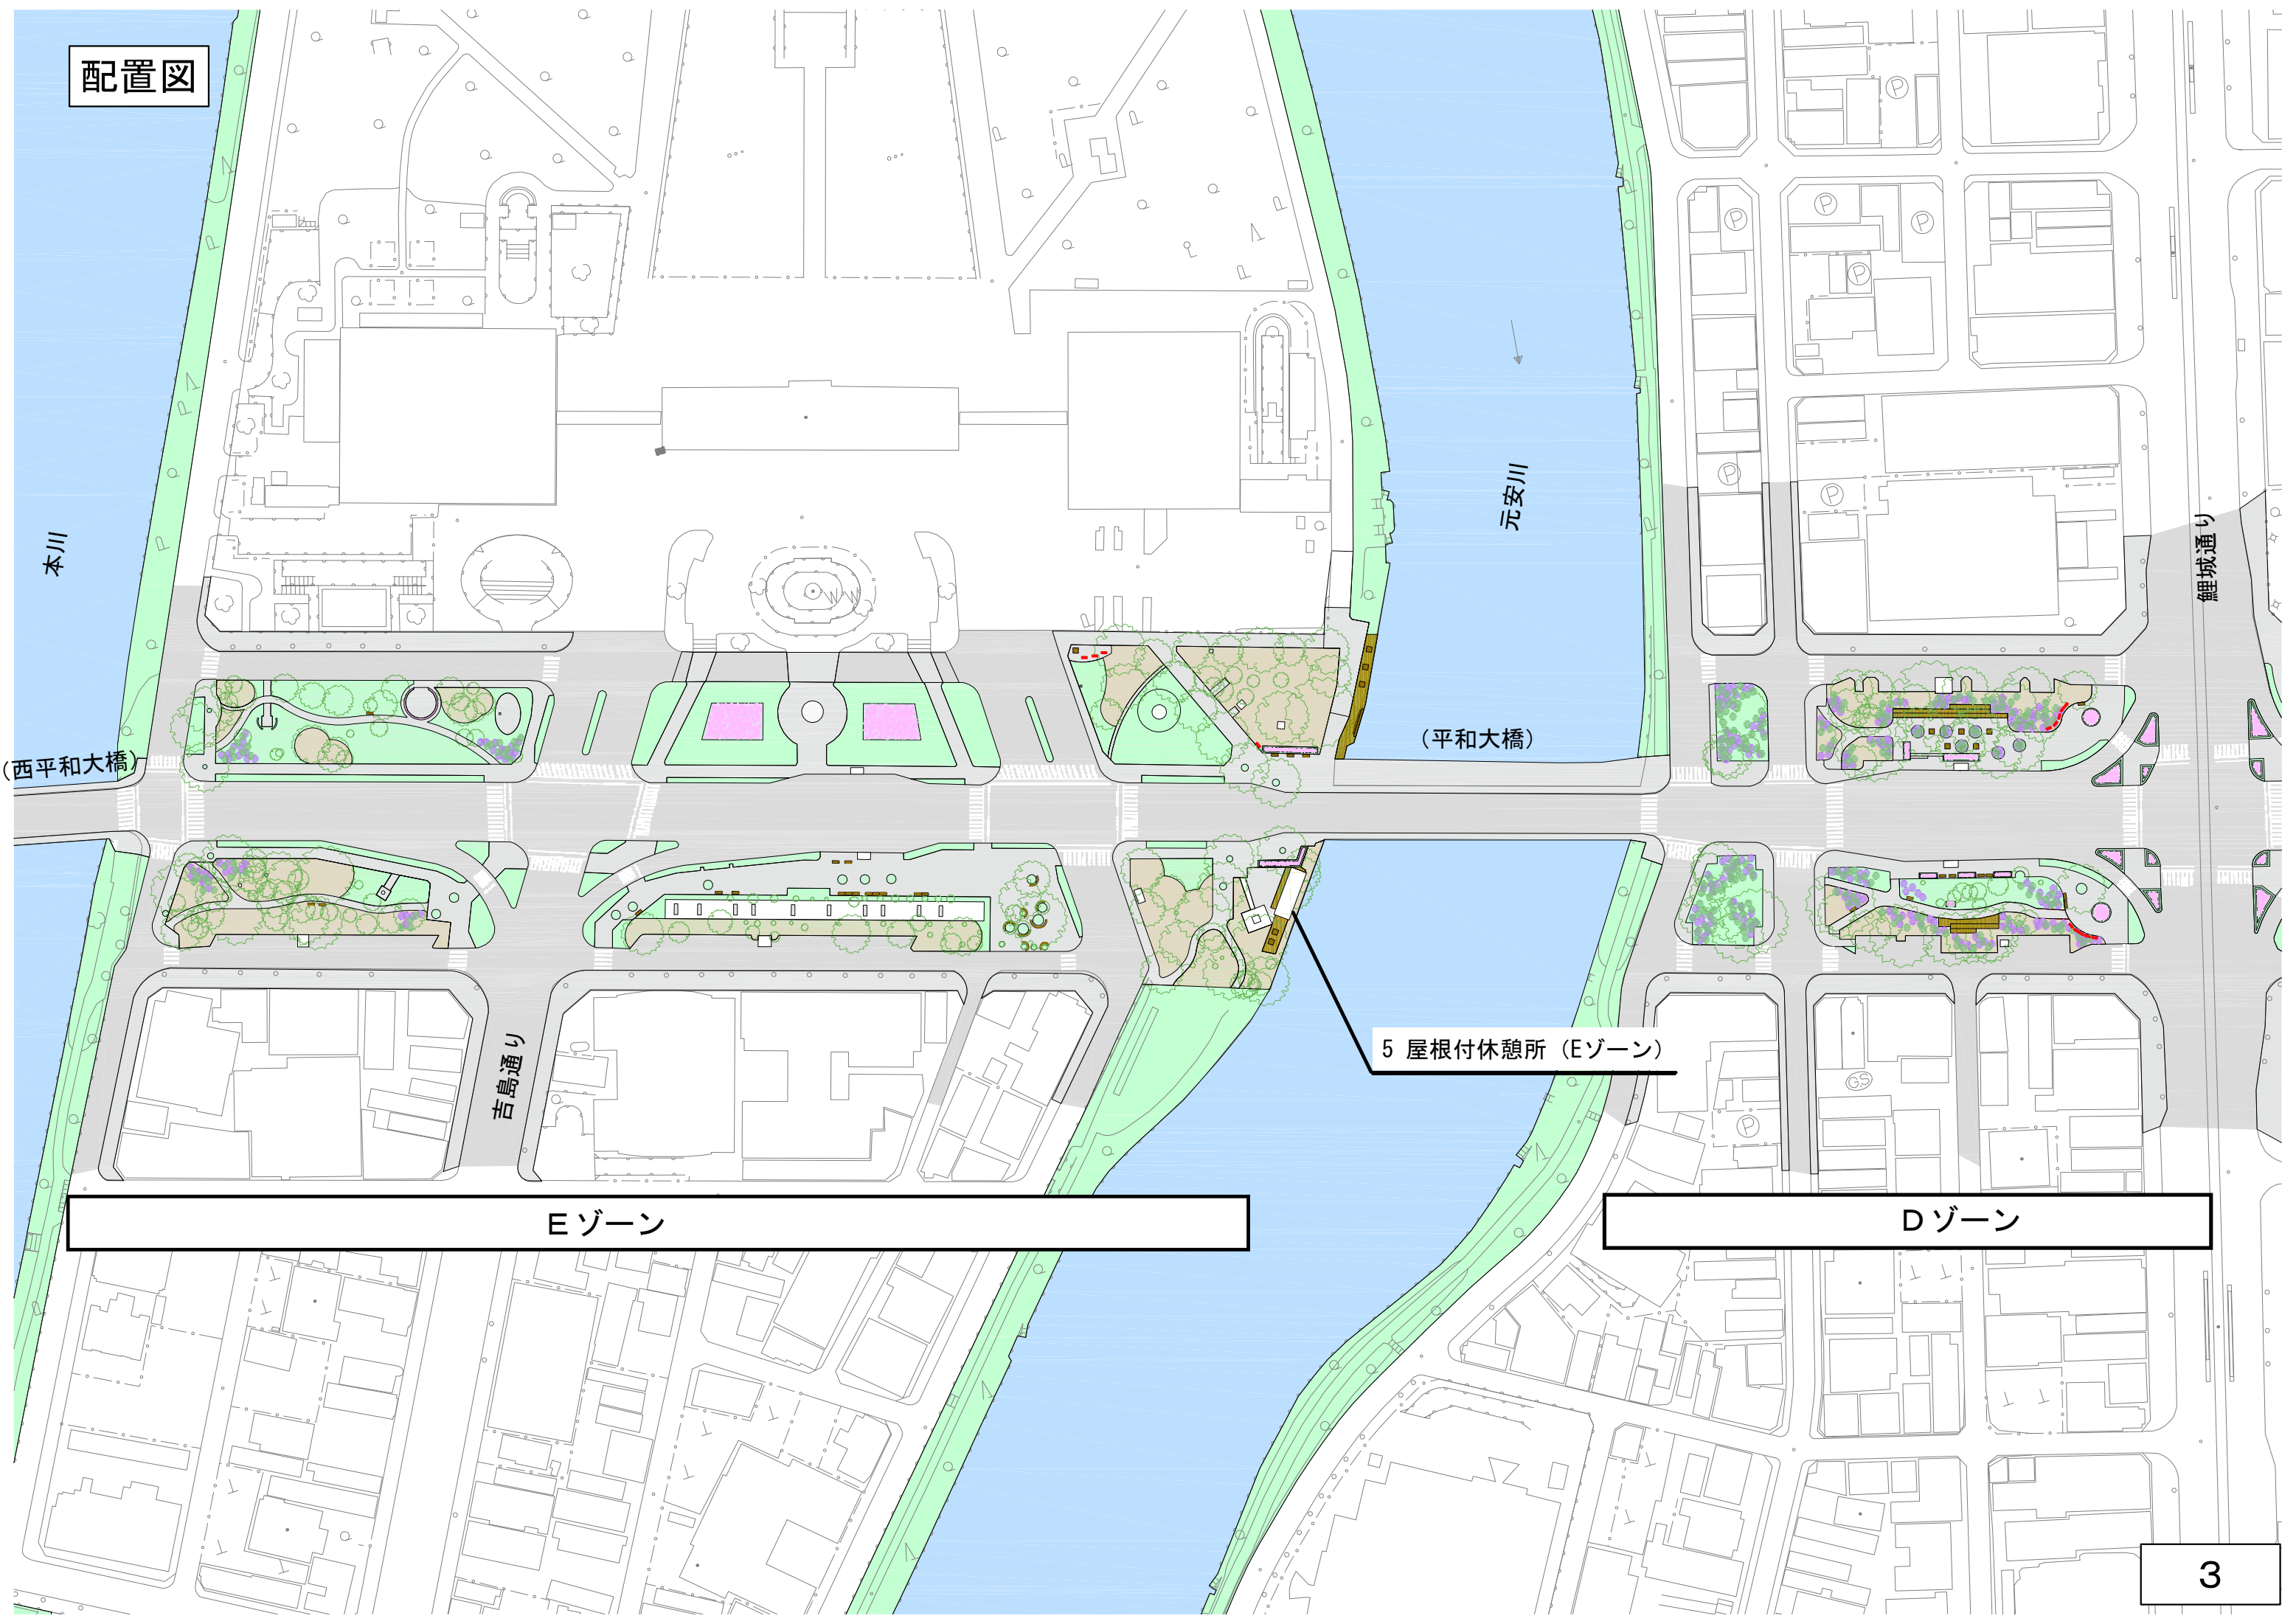 配置図
Ⓟ
Ⓟ
Ⓟ
Ⓟ
Ⓟ
Ⓟ
Ⓟ
本川
元安川
鯉城通り
(西平和大橋)
(平和大橋)
5 屋根付休憩所(Eゾーン)
吉島通り
GS
Ⓟ
Eゾーン
Dゾーン
3